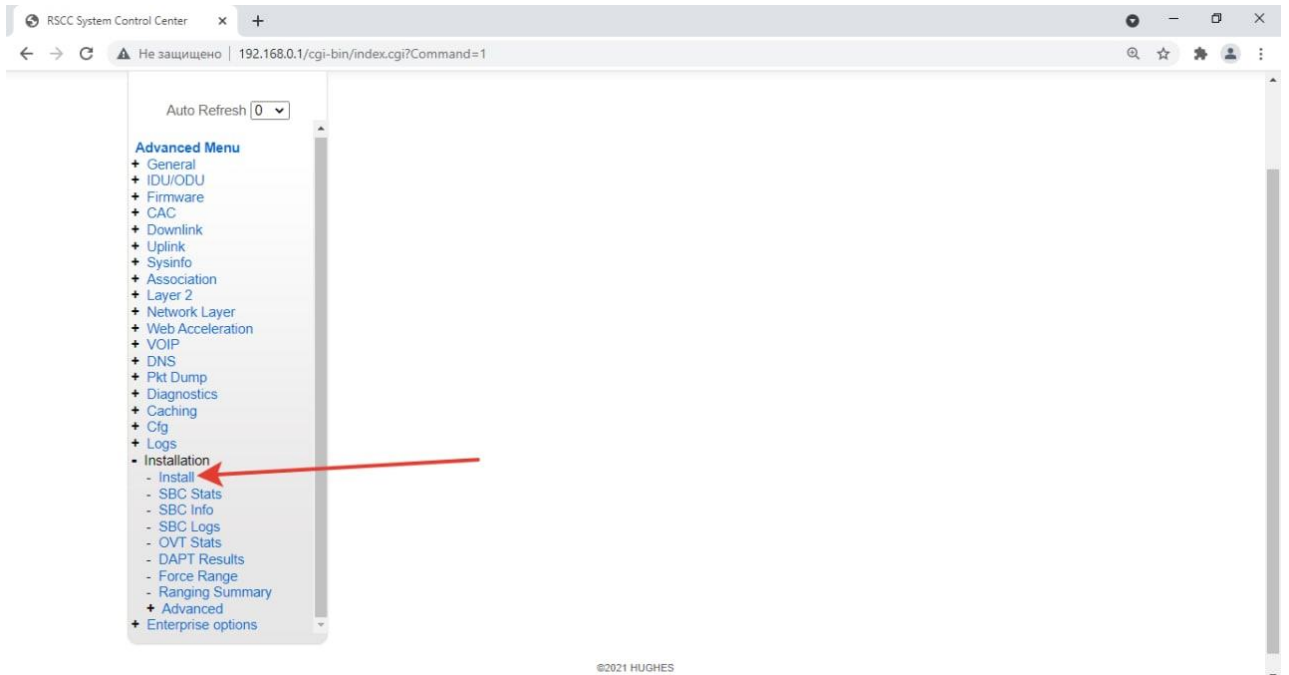 RSCC System Control Center
Не защищено | 192.168.0.1/cgi-bin/index.cgi?Command=1
Auto Refresh 0
Advanced Menu
+ General
+ IDU/ODU
+ Firmware
+ CAC
+ Downlink
+ Uplink
+ Sysinfo
+ Association
+ Layer 2
+ Network Layer
+ Web Acceleration
+ VOIP
+ DNS
+ Pkt Dump
+ Diagnostics
+ Caching
+ Cfg
+ Logs
- Installation
- Install
- SBC Stats
- SBC Info
- SBC Logs
- OVT Stats
- DAPT Results
- Force Range
- Ranging Summary
+ Advanced
+ Enterprise options
©2021 HUGHES